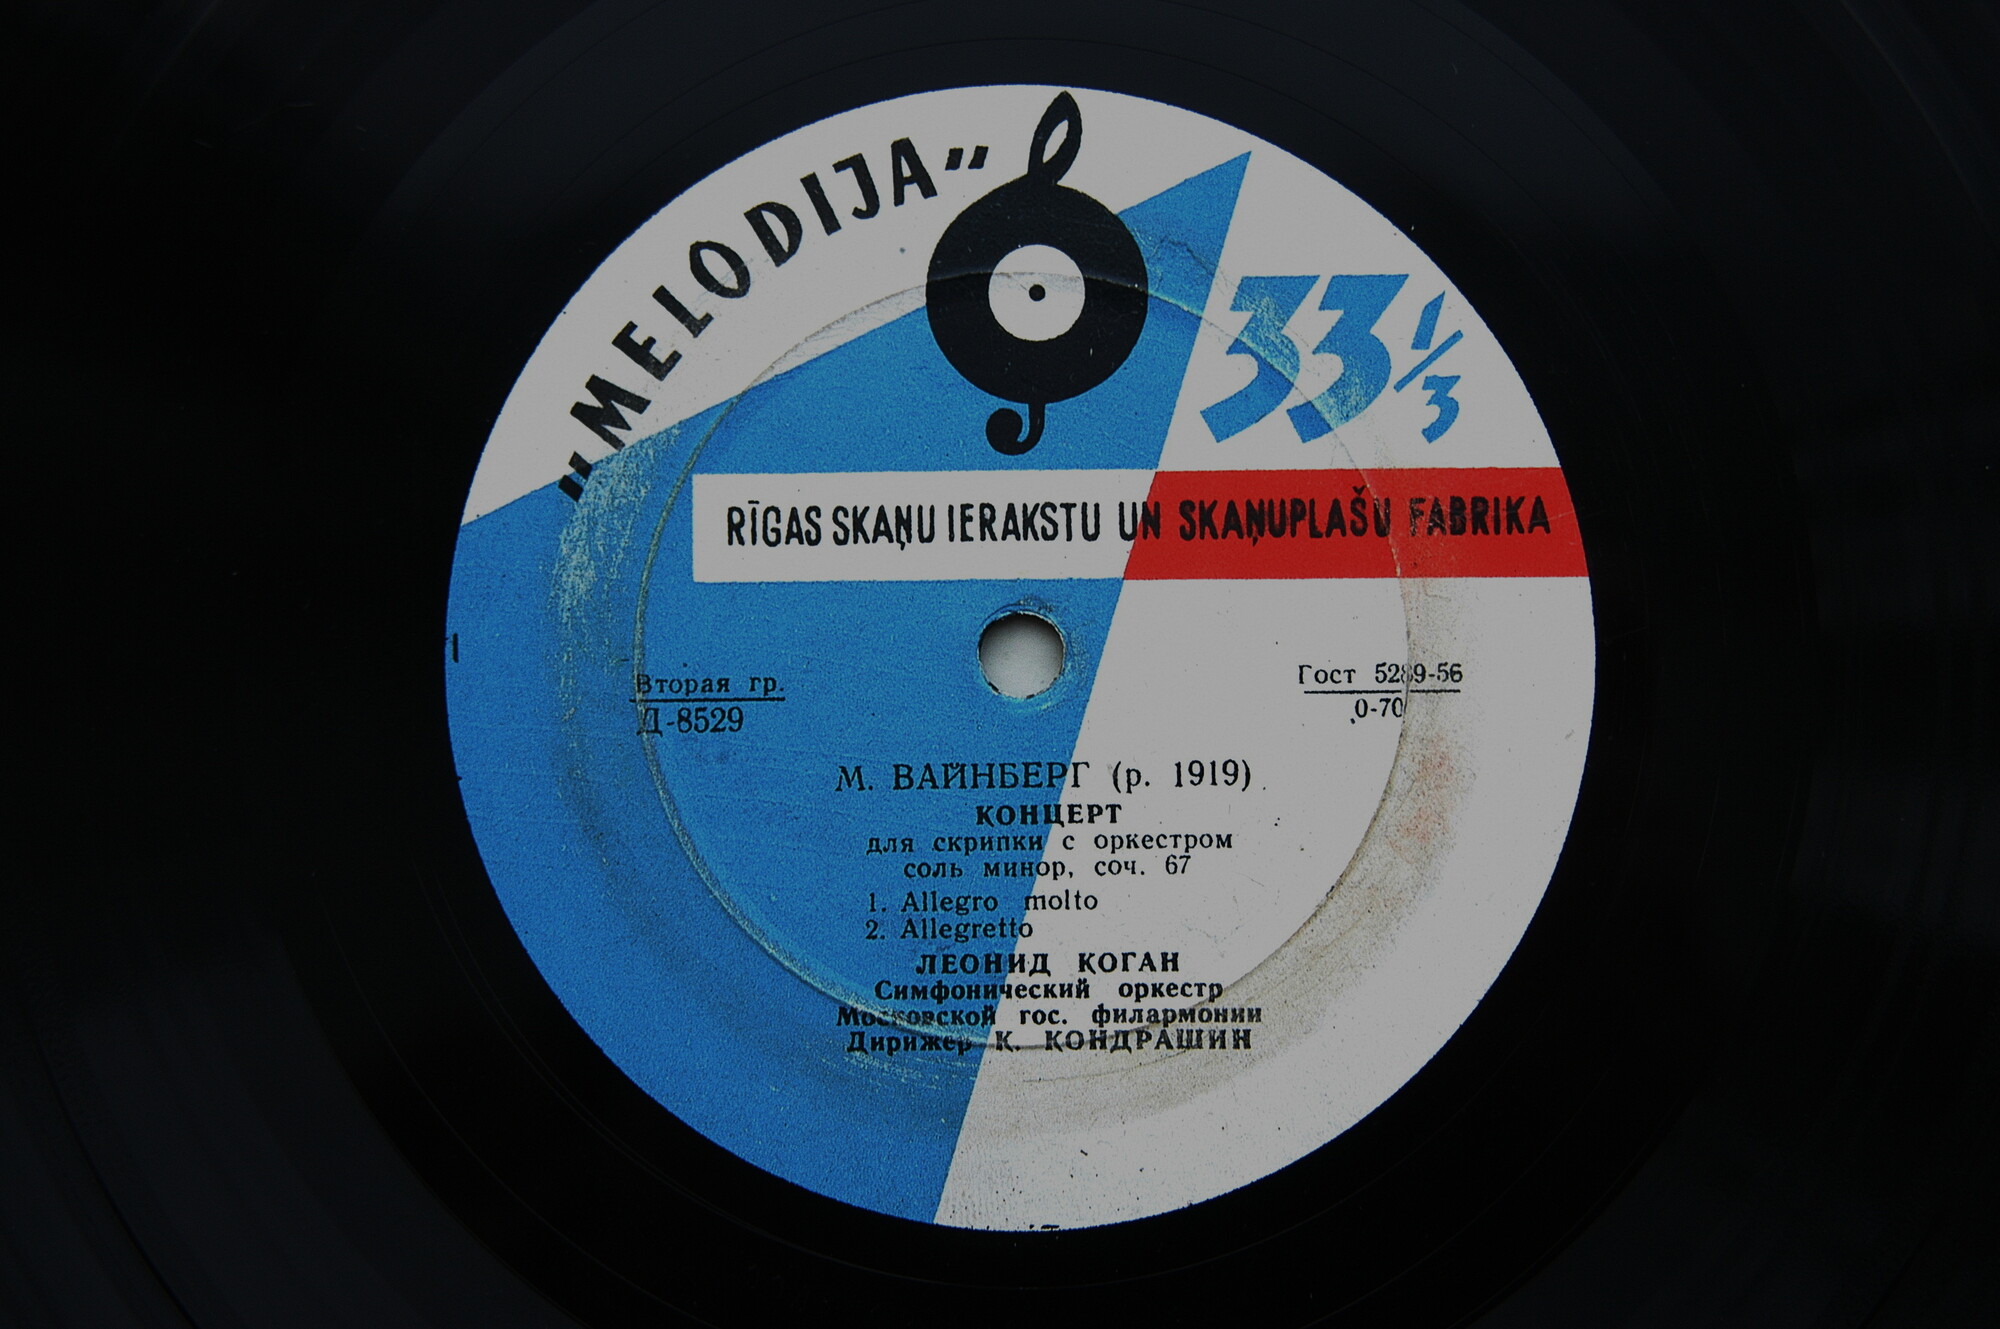 „MELODIJA”
33 1/3
RĪGAS SKAŅU IERAKSTU UN SKAŅUPLAŠU FABRIKA
Вторая гр.
Д-8529
Гост 5289-56
0-70
М. ВАЙНБЕРГ (р. 1919)
КОНЦЕРТ
для скрипки с оркестром
соль минор, соч. 67
1. Allegro molto
2. Allegretto
ЛЕОНИД КОГАН
Симфонический оркестр
Московской гос. филармонии
Дирижер К. КОНДРАШИН